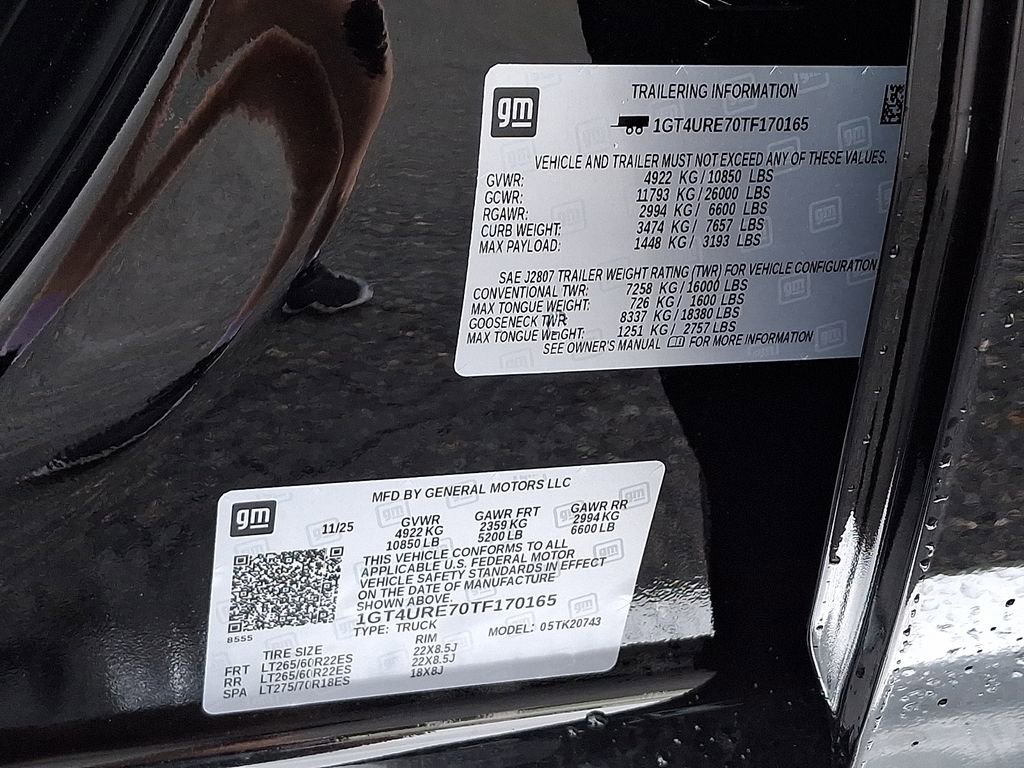 gm
TRAILERING INFORMATION
1GT4URE70TF170165
VEHICLE AND TRAILER MUST NOT EXCEED ANY OF THESE VALUES.
GVWR: 4922 KG / 10850 LBS
GCWR: 11793 KG / 26000 LBS
RGAWR: 2994 KG / 6600 LBS
CURB WEIGHT: 3474 KG / 7657 LBS
MAX PAYLOAD: 1448 KG / 3193 LBS
SAE J2807 TRAILER WEIGHT RATING (TWR) FOR VEHICLE CONFIGURATION
CONVENTIONAL TWR: 7258 KG / 16000 LBS
MAX TONGUE WEIGHT: 726 KG / 1600 LBS
GOOSENECK TWR: 8337 KG / 18380 LBS
MAX TONGUE WEIGHT: 1251 KG / 2757 LBS
SEE OWNER'S MANUAL FOR MORE INFORMATION
gm
MFD BY GENERAL MOTORS LLC
11/25 GVWR GAWR FRT GAWR RR
4922 KG 2359 KG 2994 KG
10850 LB 5200 LB 6600 LB
THIS VEHICLE CONFORMS TO ALL
APPLICABLE U.S. FEDERAL MOTOR
VEHICLE SAFETY STANDARDS IN EFFECT
ON THE DATE OF MANUFACTURE
SHOWN ABOVE.
1GT4URE70TF170165
TYPE: TRUCK MODEL: 05TK20743
8555
TIRE SIZE RIM
FRT LT265/60R22ES 22X8.5J
RR LT265/60R22ES 22X8.5J
SPA LT275/70R18ES 18X8J